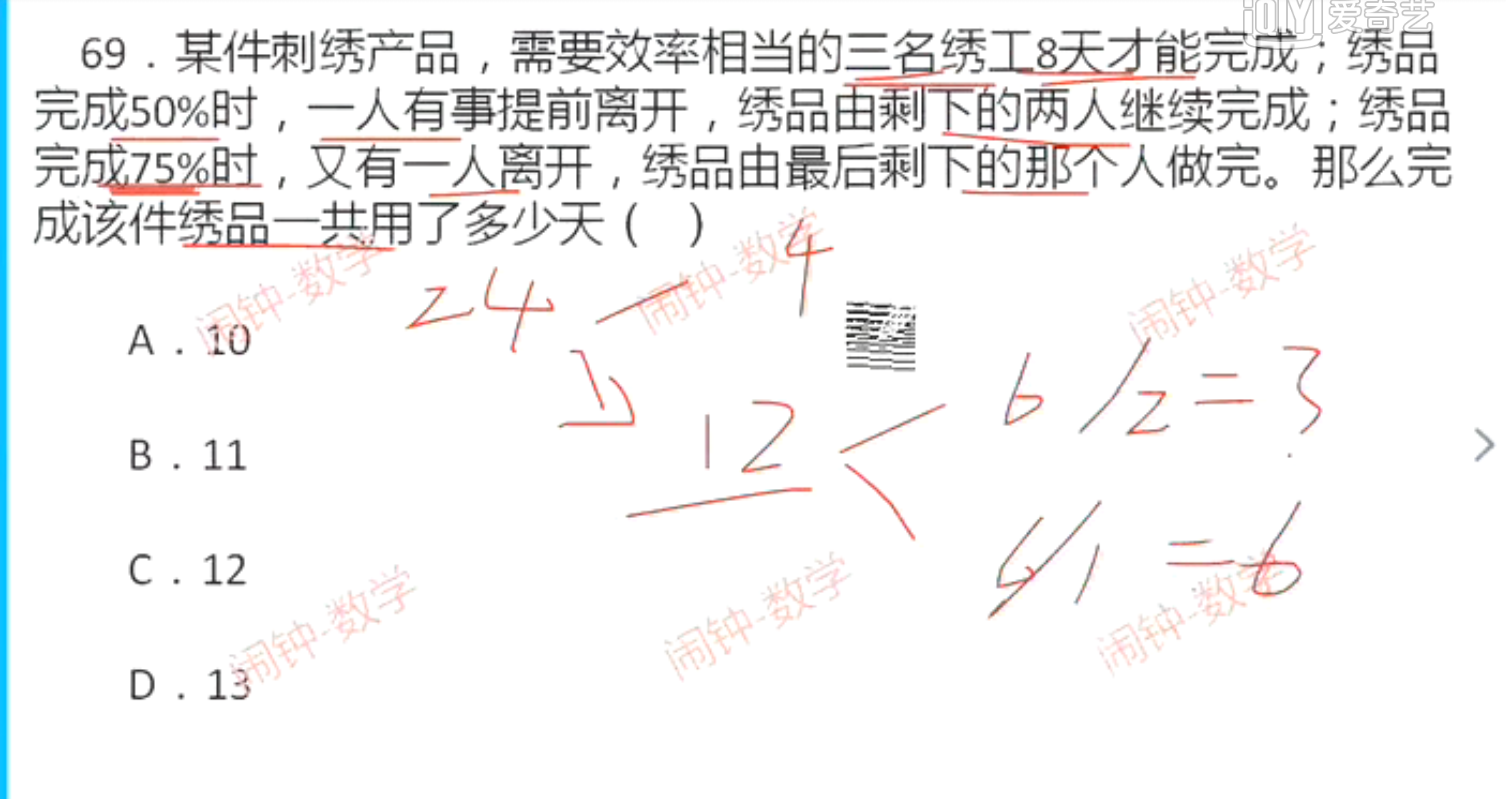 iQIYI 爱奇艺
69．某件刺绣产品，需要效率相当的三名绣工8天才能完成；绣品
完成50%时，一人有事提前离开，绣品由剩下的两人继续完成；绣品
完成75%时，又有一人离开，绣品由最后剩下的那个人做完。那么完
成该件绣品一共用了多少天（ ）
闹钟-数学 闹钟-数学 闹钟-数学
24 — 4
A．10
12 < 6/2=3
B．11
6/1=6
C．12
闹钟-数学 闹钟-数学 闹钟-数学
D．13